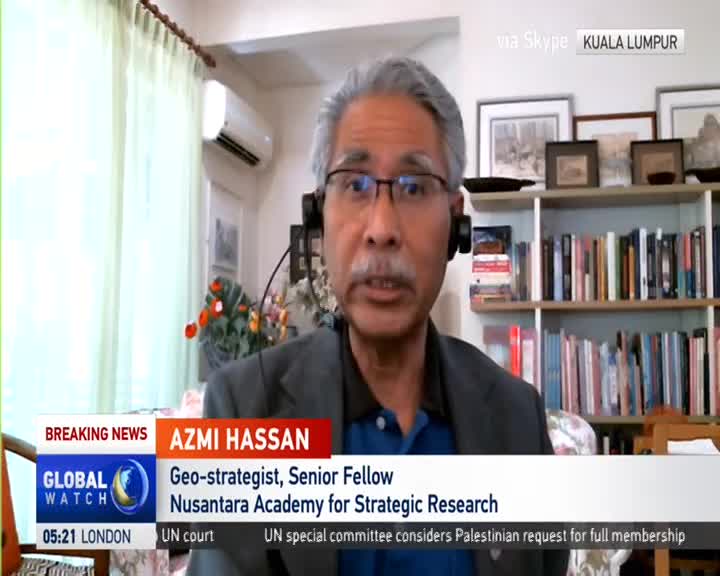 via Skype
KUALA LUMPUR
BREAKING NEWS
AZMI HASSAN
Geo-strategist, Senior Fellow
Nusantara Academy for Strategic Research
GLOBAL
WATCH
05:21 LONDON
UN court UN special committee considers Palestinian request for full membership